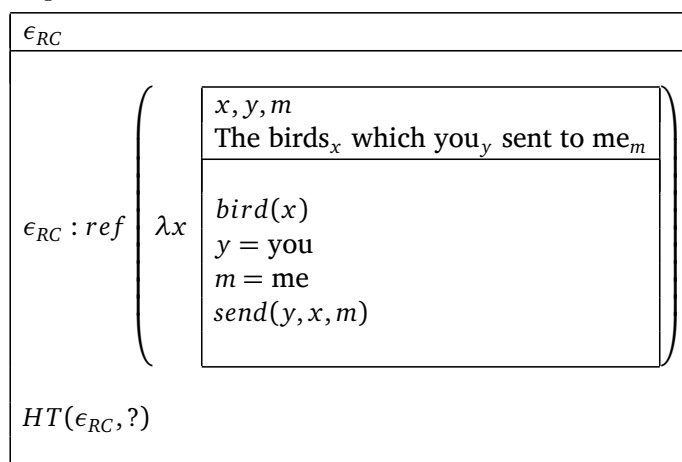 ϵ_RC
x, y, m
The birds_x which you_y sent to me_m
ϵ_RC : ref ( λx
bird(x)
y = you
m = me
send(y, x, m)
)
HT(ϵ_RC, ?)